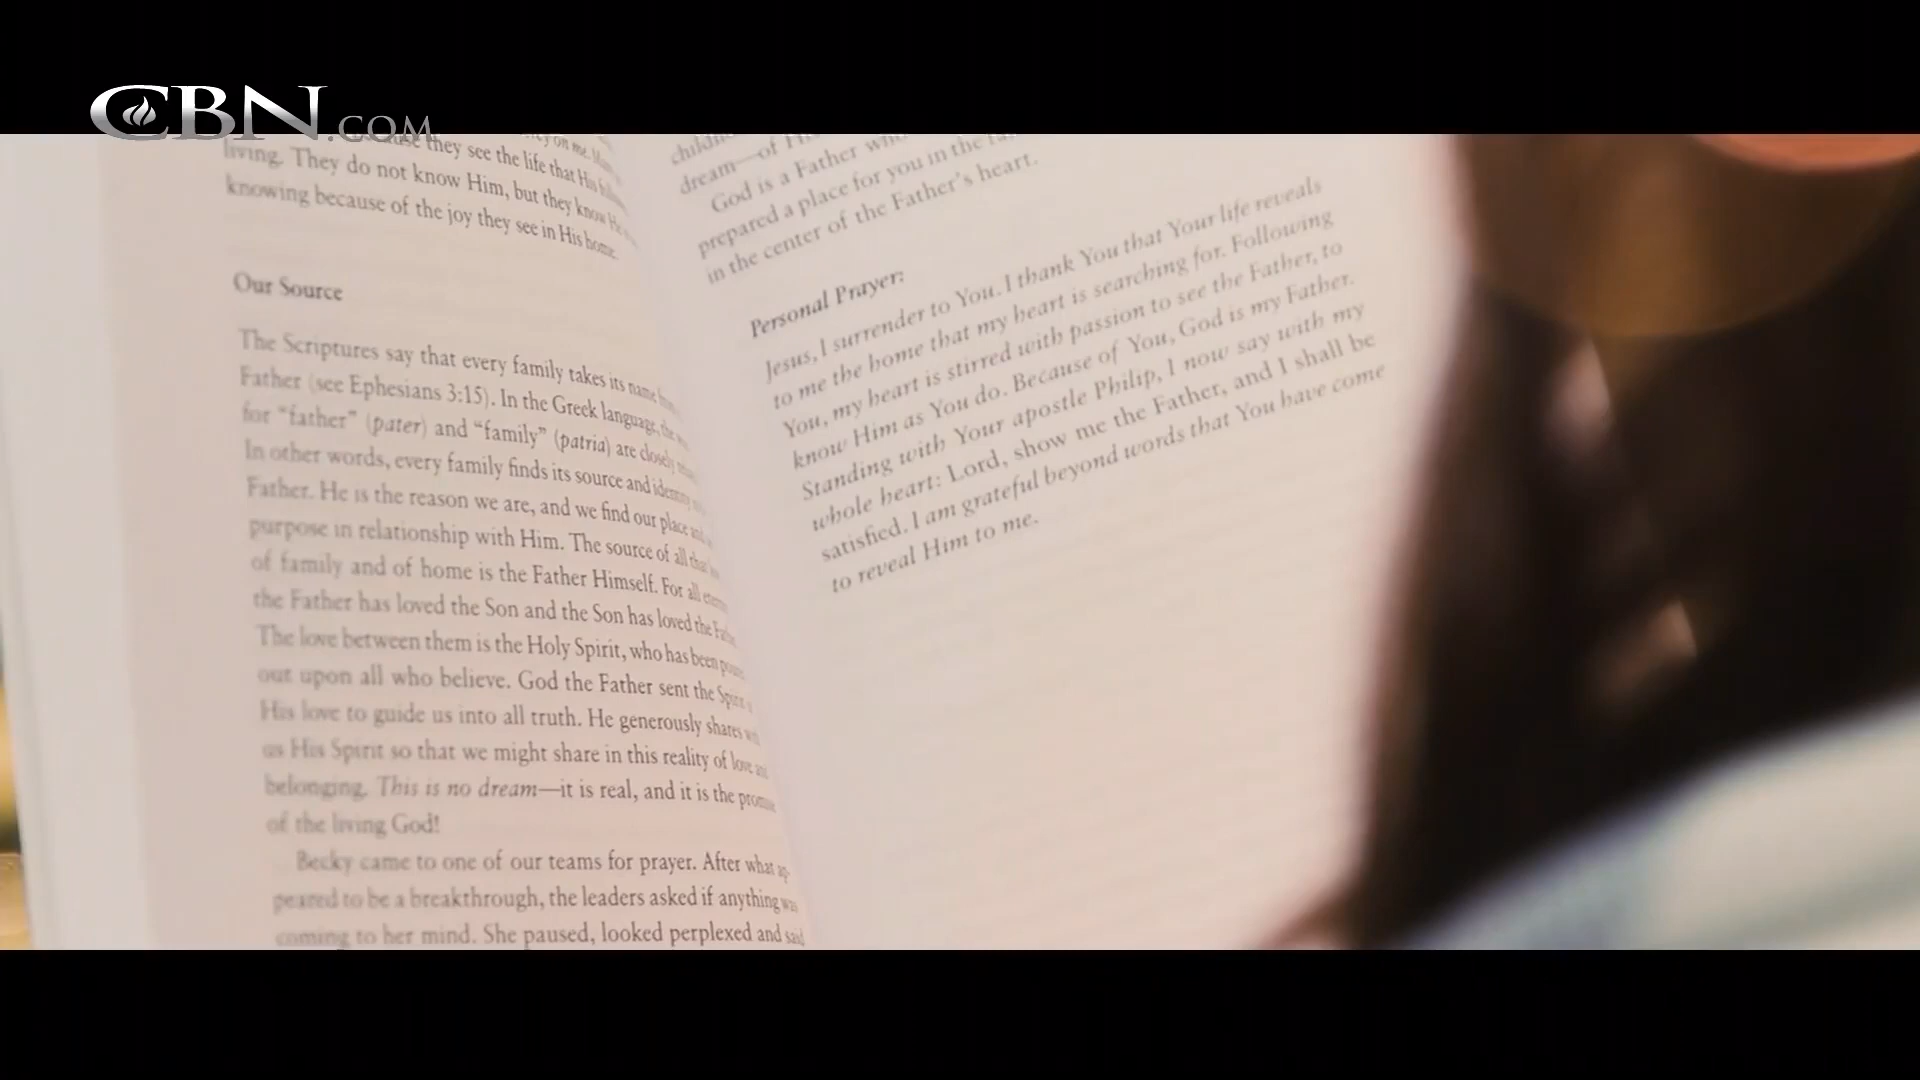 CBN.COM
they see the life that His
living. They do not know Him, but they know He
knowing because of the joy they see in His home.
Our Source
The Scriptures say that every family takes its name
Father (see Ephesians 3:15). In the Greek language, the
for “father” (pater) and “family” (patria) are closely
In other words, every family finds its source and identity
Father. He is the reason we are, and we find our place
purpose in relationship with Him. The source of all that
of family and of home is the Father Himself. For all
the Father has loved the Son and the Son has loved the
The love between them is the Holy Spirit, who has been
out upon all who believe. God the Father sent the Spirit
His love to guide us into all truth. He generously shares
us His Spirit so that we might share in this reality of love
belonging. This is no dream—it is real, and it is the promise
of the living God!
Becky came to one of our teams for prayer. After what ap-
peared to be a breakthrough, the leaders asked if anything was
coming to her mind. She paused, looked perplexed and said
dream—of
God is a Father who
prepared a place for you in the
in the center of the Father's heart.
Personal Prayer:
Jesus, I surrender to You. I thank You that Your life reveals
to me the home that my heart is searching for. Following
You, my heart is stirred with passion to see the Father, to
know Him as You do. Because of You, God is my Father.
Standing with Your apostle Philip, I now say with my
whole heart: Lord, show me the Father, and I shall be
satisfied. I am grateful beyond words that You have come
to reveal Him to me.